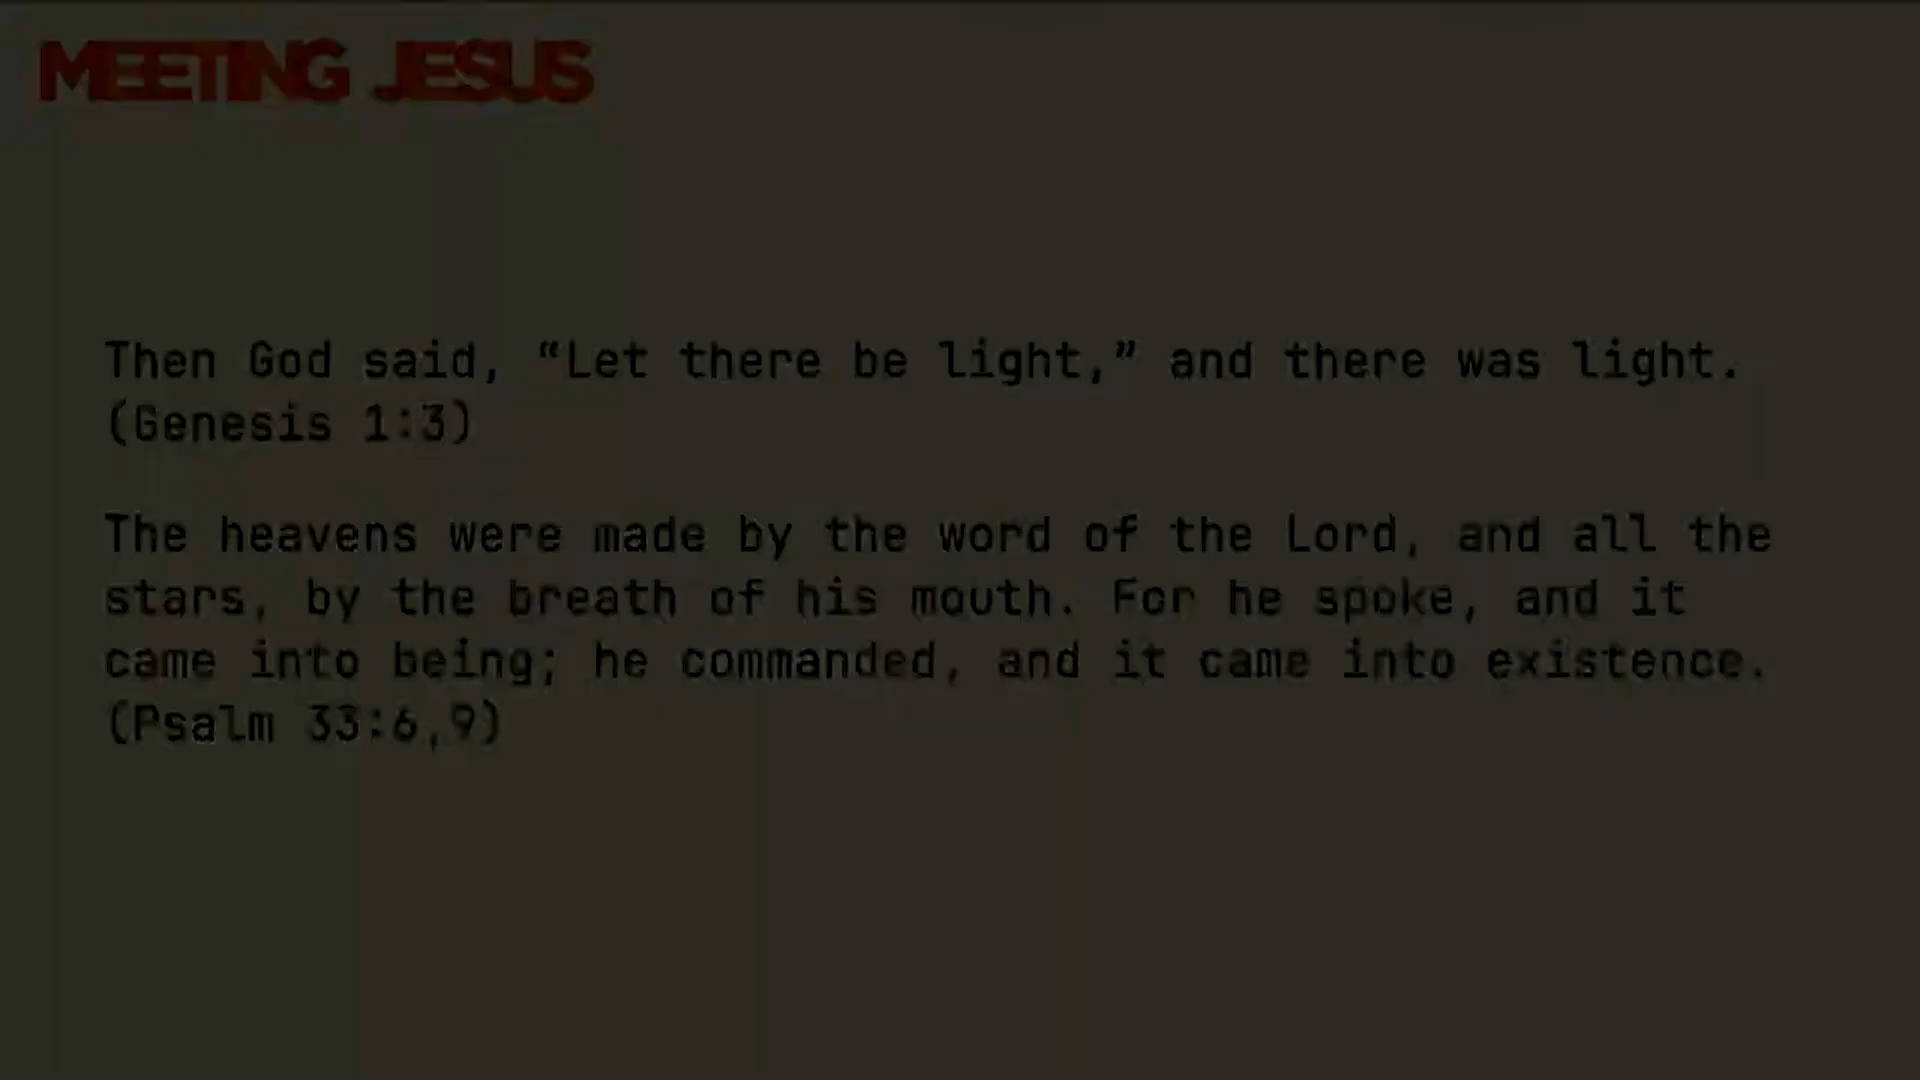 MEETING JESUS
Then God said, “Let there be light,” and there was light.
(Genesis 1:3)
The heavens were made by the word of the Lord, and all the
stars, by the breath of his mouth. For he spoke, and it
came into being; he commanded, and it came into existence.
(Psalm 33:6,9)